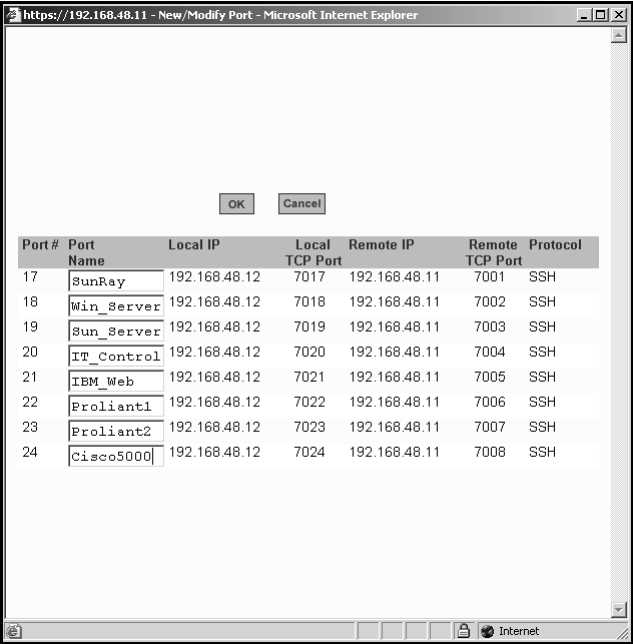 https://192.168.48.11 - New/Modify Port - Microsoft Internet Explorer
OK Cancel
Port # Port Name Local IP Local TCP Port Remote IP Remote TCP Port Protocol
17 SunRay 192.168.48.12 7017 192.168.48.11 7001 SSH
18 Win_Server 192.168.48.12 7018 192.168.48.11 7002 SSH
19 Sun_Server 192.168.48.12 7019 192.168.48.11 7003 SSH
20 IT_Control 192.168.48.12 7020 192.168.48.11 7004 SSH
21 IBM_Web 192.168.48.12 7021 192.168.48.11 7005 SSH
22 Proliant1 192.168.48.12 7022 192.168.48.11 7006 SSH
23 Proliant2 192.168.48.12 7023 192.168.48.11 7007 SSH
24 Cisco5000 192.168.48.12 7024 192.168.48.11 7008 SSH
Internet